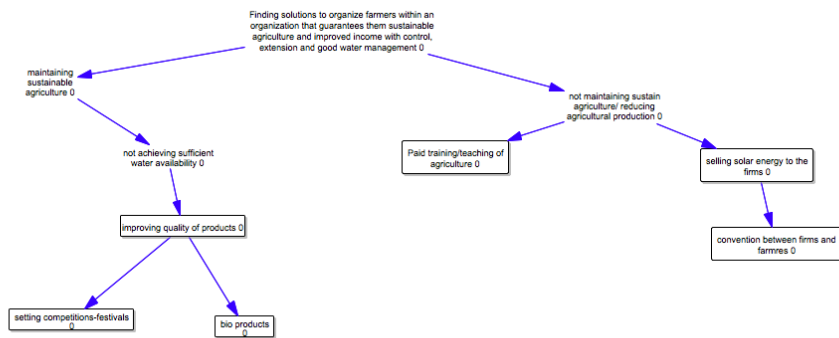 Finding solutions to organize farmers within an
organization that guarantees them sustainable
agriculture and improved income with control,
extension and good water management 0
maintaining
sustainable
agriculture 0
not maintaining sustain
agriculture/ reducing
agricultural production 0
not achieving sufficient
water availability 0
Paid training/teaching of
agriculture 0
selling solar energy to the
firms 0
improving quality of products 0
convention between firms and
farmres 0
setting competitions-festivals
0
bio products
0